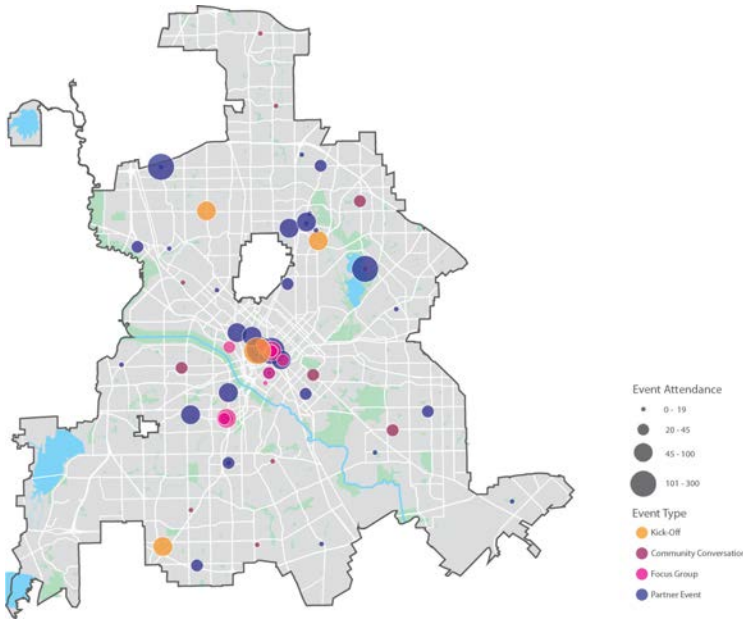 Event Attendance
0 - 19
20 - 45
45 - 100
101 - 300
Event Type
Kick-Off
Community Conversation
Focus Group
Partner Event